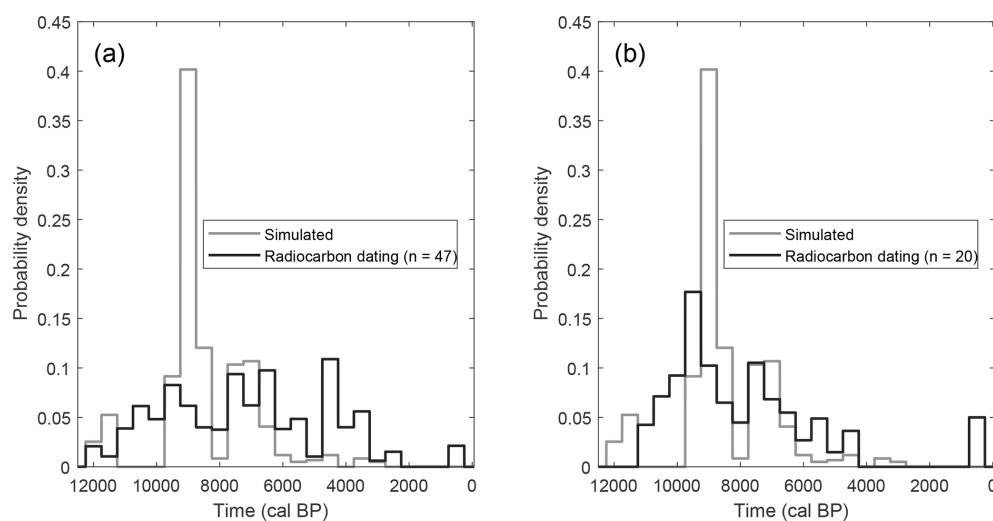 (a)
0.45
0.4
0.35
0.3
0.25
0.2
0.15
0.1
0.05
0
Probability density
Simulated
Radiocarbon dating (n = 47)
12000 10000 8000 6000 4000 2000 0
Time (cal BP)
(b)
0.45
0.4
0.35
0.3
0.25
0.2
0.15
0.1
0.05
0
Probability density
Simulated
Radiocarbon dating (n = 20)
12000 10000 8000 6000 4000 2000 0
Time (cal BP)